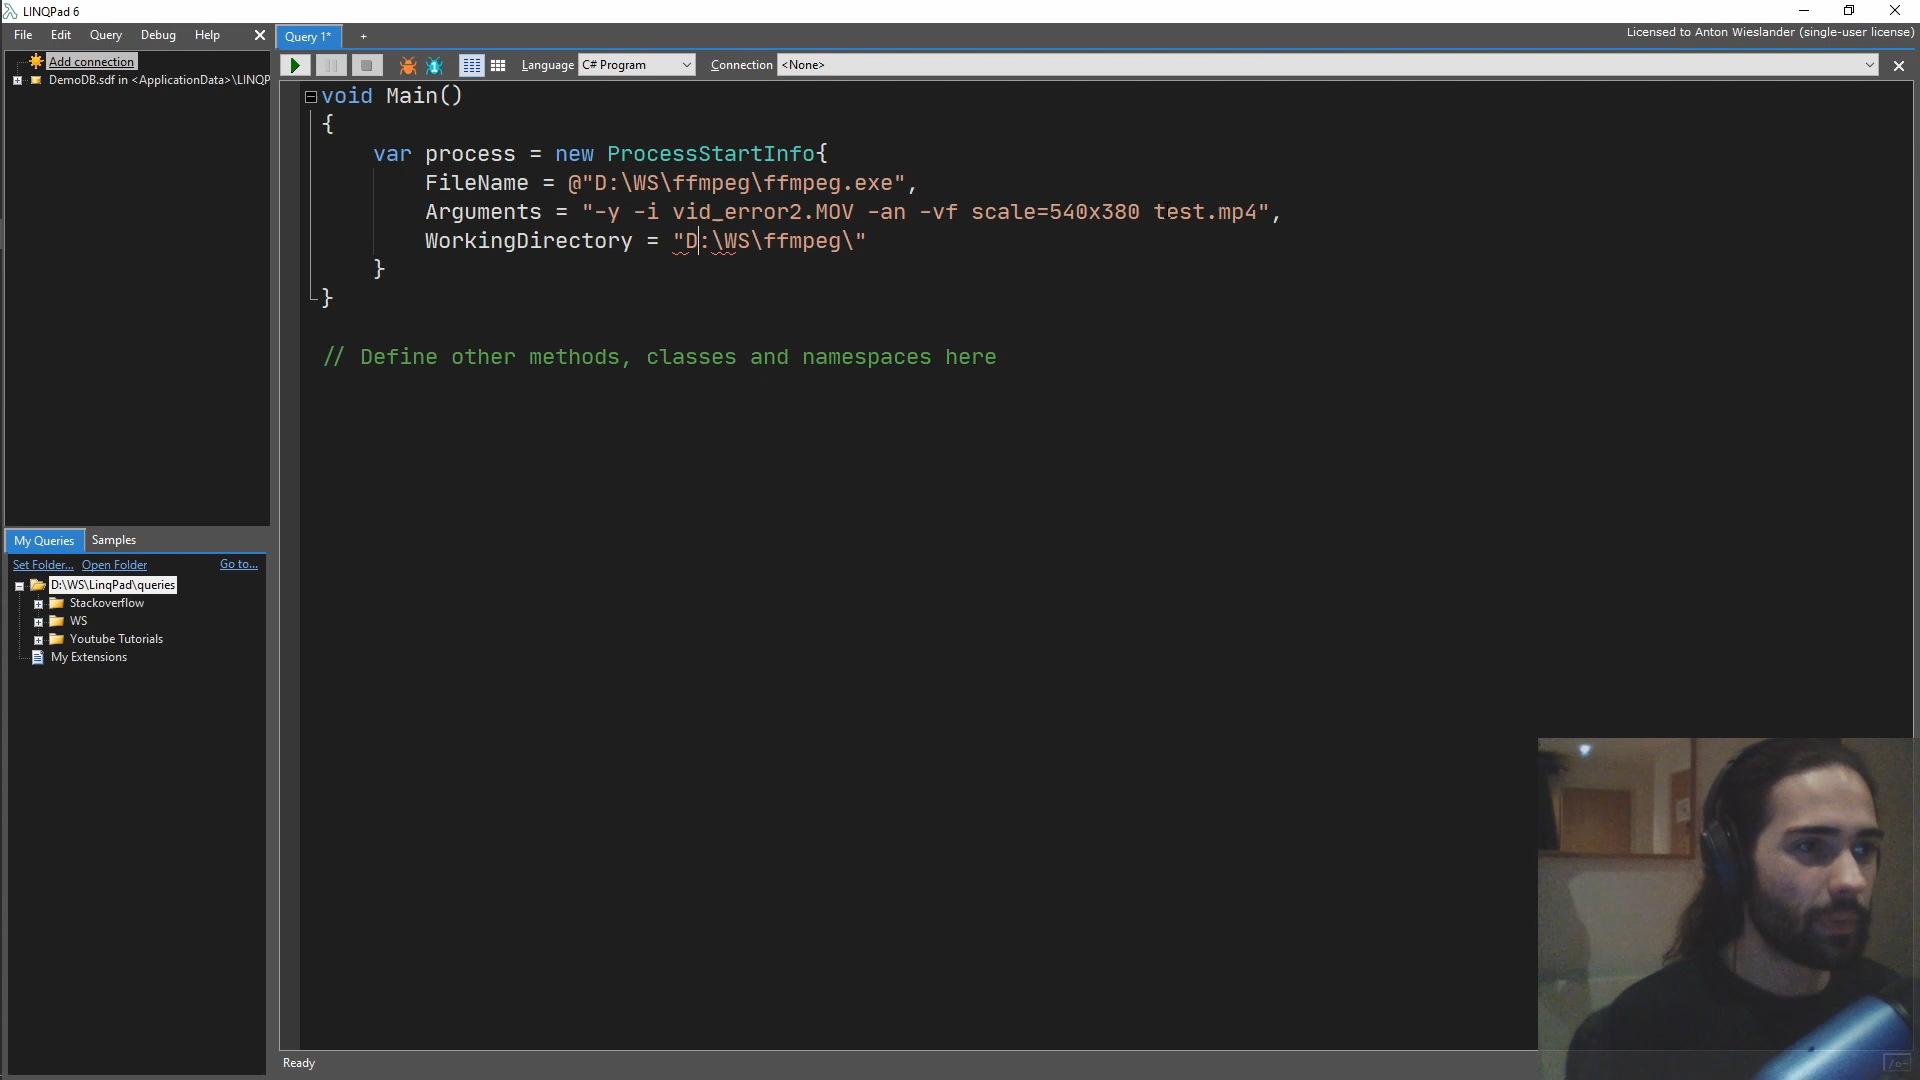 LINQPad 6
File Edit Query Debug Help
Query 1* +
Licensed to Anton Wieslander (single-user license)
Add connection
DemoDB.sdf in <ApplicationData>\LINQP
Language C# Program Connection <None>
void Main()
{
var process = new ProcessStartInfo{
FileName = @"D:\WS\ffmpeg\ffmpeg.exe",
Arguments = "-y -i vid_error2.MOV -an -vf scale=540x380 test.mp4",
WorkingDirectory = "D:\WS\ffmpeg\"
}
}
// Define other methods, classes and namespaces here
My Queries Samples
Set Folder... Open Folder Go to...
D:\WS\LinqPad\queries
Stackoverflow
WS
Youtube Tutorials
My Extensions
Ready
/o=